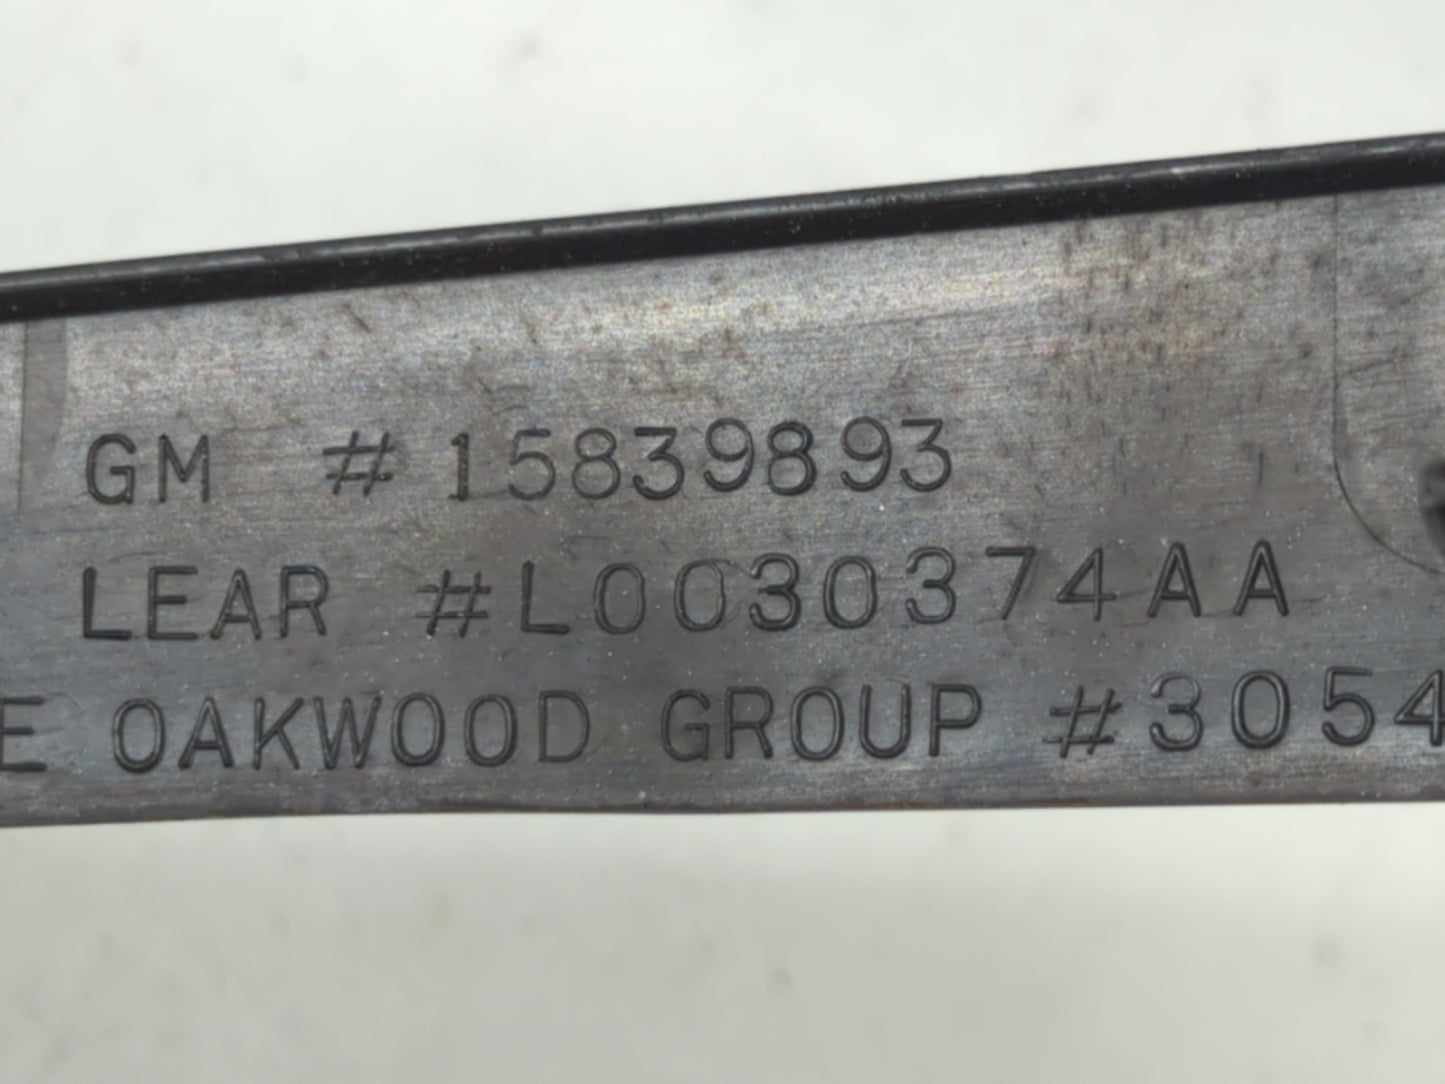 GM #15839893
LEAR #L0030374AA
E OAKWOOD GROUP #3054